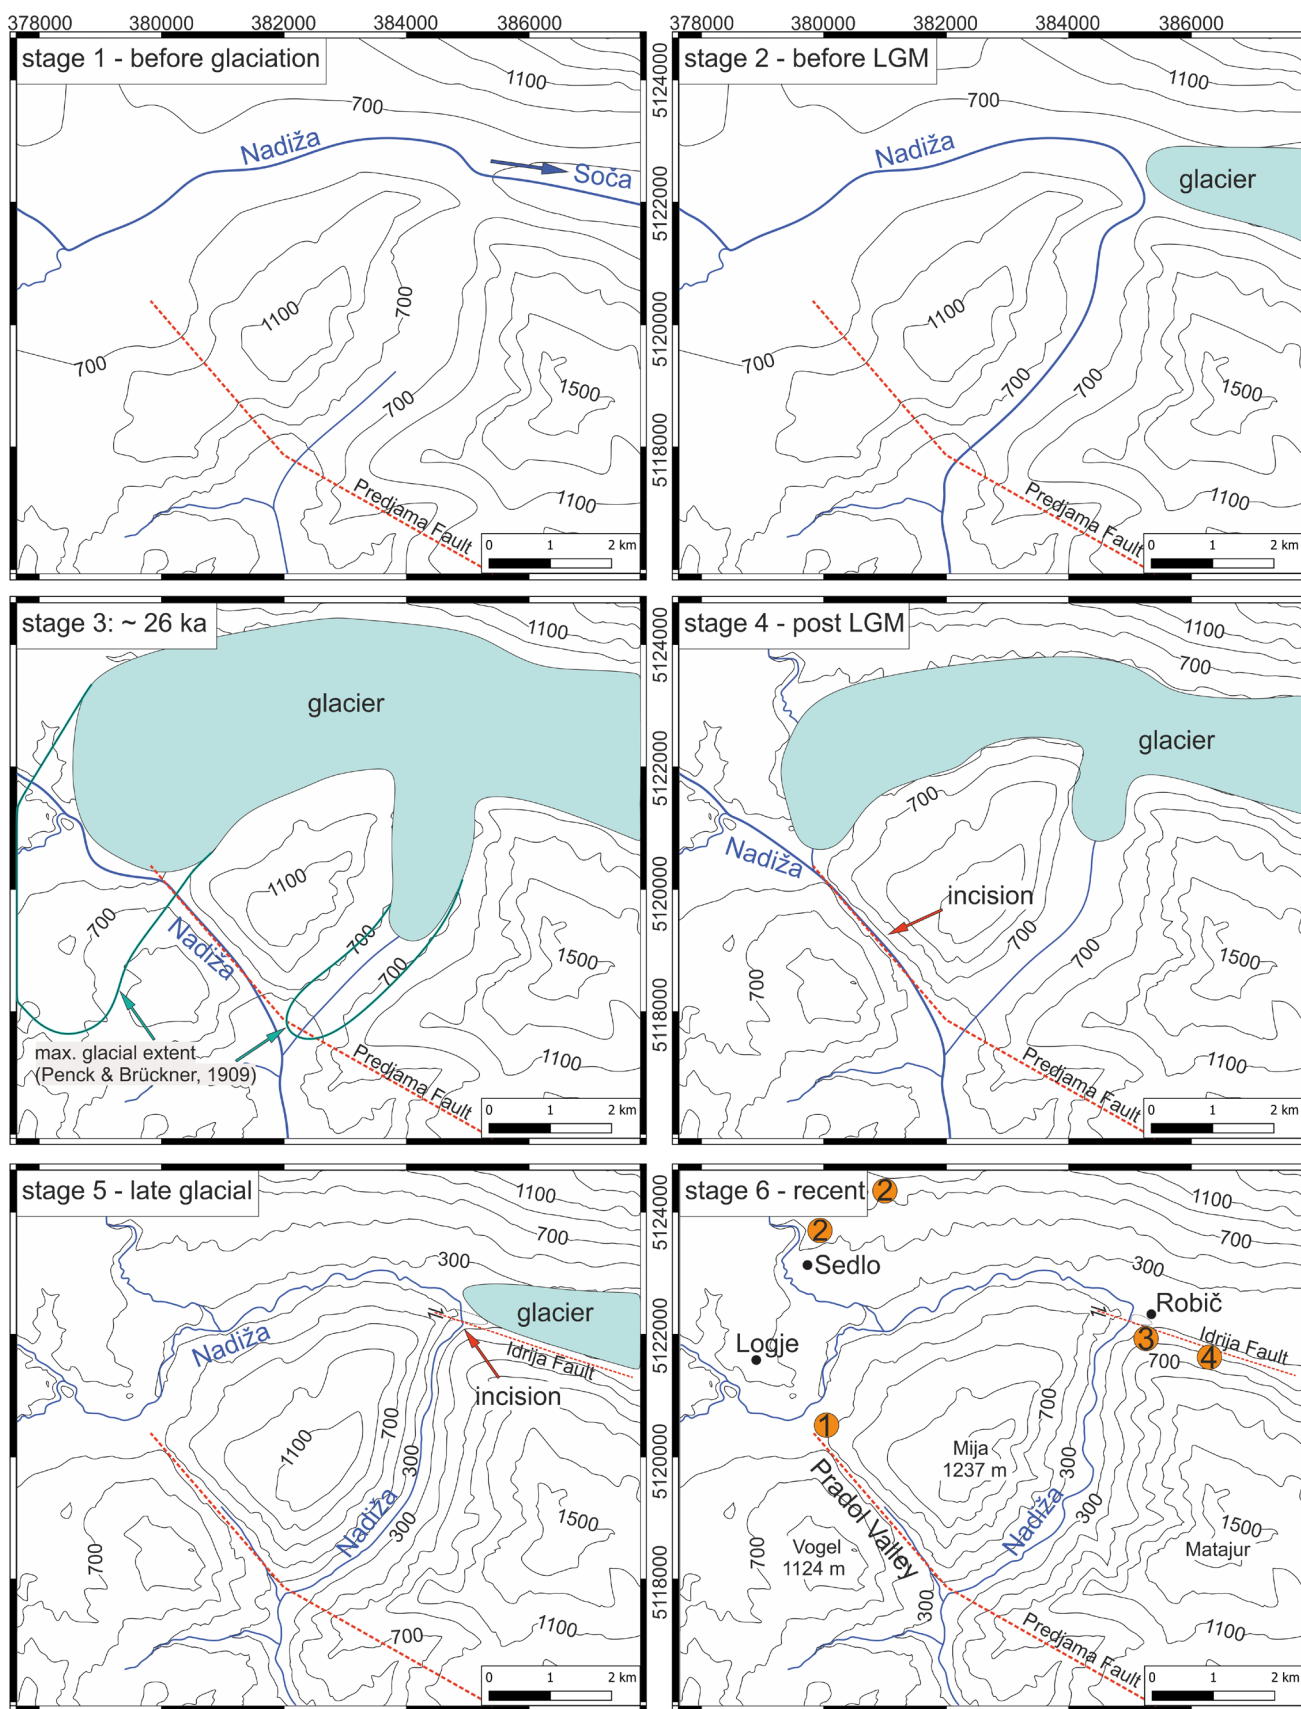 378000 380000 382000 384000 386000 378000 380000 382000 384000 386000
stage 1 - before glaciation
1100
700
Nadiža
Soča
1100
700
700
700
1500
1100
Predjama Fault
0 1 2 km
5124000
5122000
5120000
5118000
stage 2 - before LGM
1100
700
Nadiža
glacier
1100
700
700
700
1500
1100
Predjama Fault
0 1 2 km
stage 3: ~ 26 ka
1100
glacier
1100
700
Nadiža
700
700
1500
max. glacial extent
(Penck & Brückner, 1909)
1100
Predjama Fault
0 1 2 km
5124000
5122000
5120000
5118000
stage 4 - post LGM
1100
700
glacier
700
Nadiža
incision
700
700
700
1500
1100
Predjama Fault
0 1 2 km
stage 5 - late glacial
1100
700
300
glacier
Nadiža
Idrija Fault
incision
700
1100
300
Nadiža
300
1500
700
1100
700
0 1 2 km
5124000
5122000
5120000
5118000
stage 6 - recent
2
1100
2
700
Sedlo
300
Robič
Logje
3
Idrija Fault
4
700
700
1
Mija
1237 m
300
Pradol Valley
Nadiža
300
1500
Matajur
700
Vogel
1124 m
300
1100
Predjama Fault
0 1 2 km